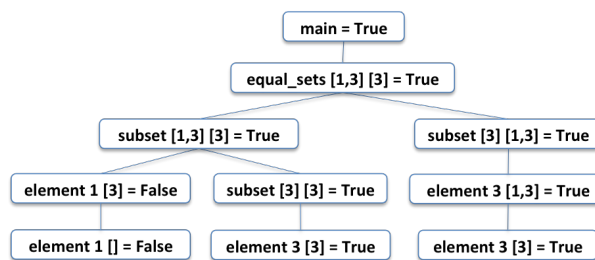 main = True
equal_sets [1,3] [3] = True
subset [1,3] [3] = True
subset [3] [1,3] = True
element 1 [3] = False
subset [3] [3] = True
element 3 [1,3] = True
element 1 [] = False
element 3 [3] = True
element 3 [3] = True